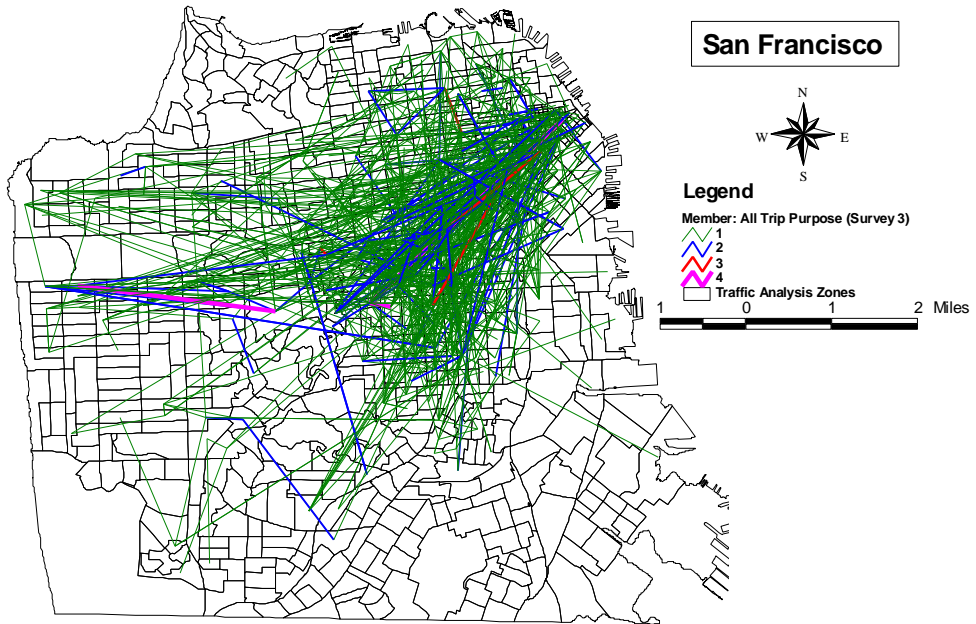 San Francisco
N
W E
S
Legend
Member: All Trip Purpose (Survey 3)
1
2
3
4
Traffic Analysis Zones
1 0 1 2 Miles